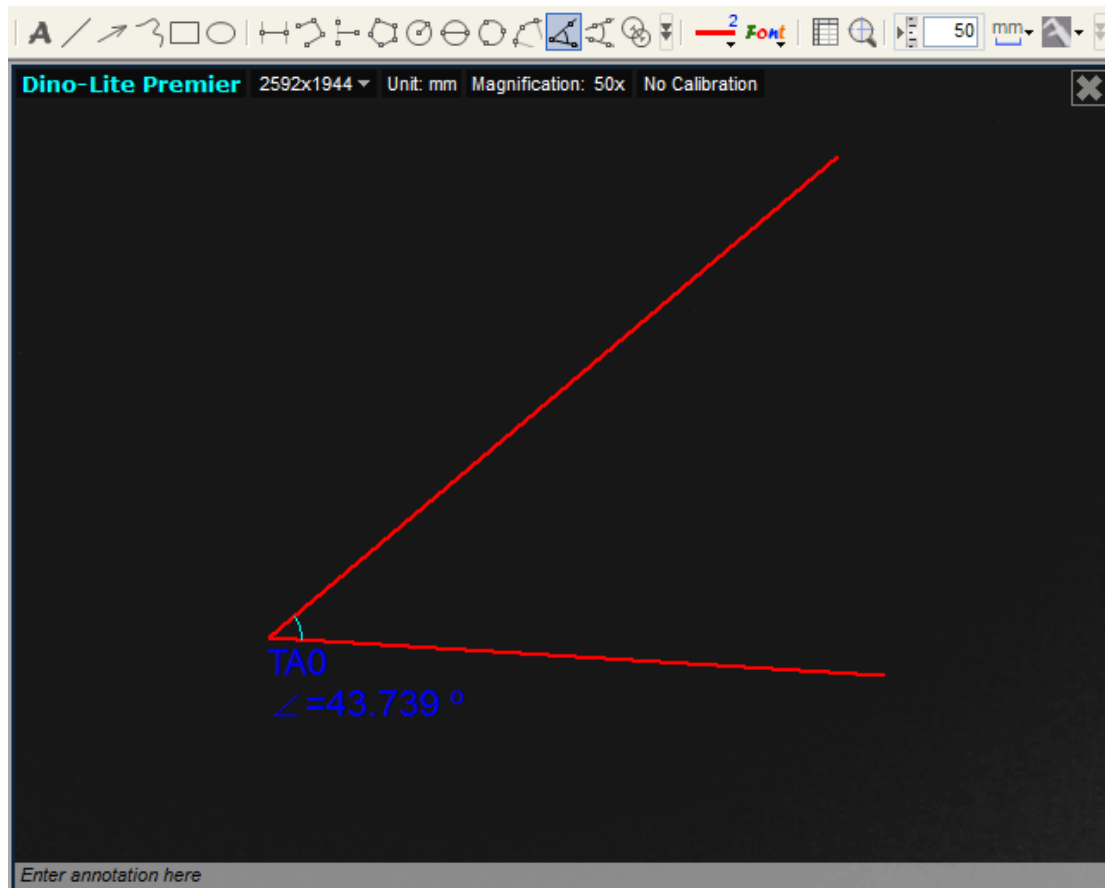 A 2 Font 50 mm
Dino-Lite Premier 2592x1944 Unit: mm Magnification: 50x No Calibration
TA0
∠=43.739 º
Enter annotation here